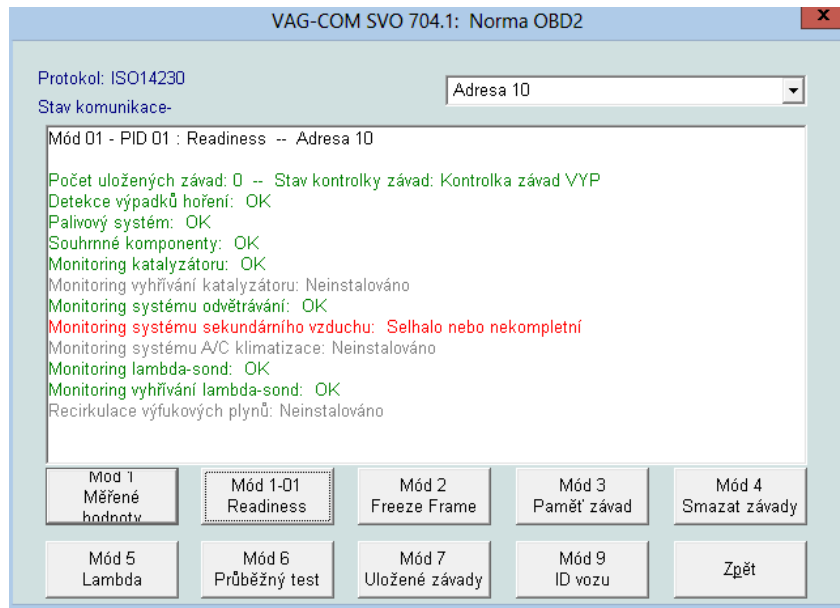 VAG-COM SVO 704.1: Norma OBD2
x
Protokol: ISO14230
Adresa 10
Stav komunikace-
Mód 01 - PID 01 : Readiness -- Adresa 10
Počet uložených závad: 0 -- Stav kontrolky závad: Kontrolka závad VYP
Detekce výpadků hoření: OK
Palivový systém: OK
Souhrnné komponenty: OK
Monitoring katalyzátoru: OK
Monitoring vyhřívání katalyzátoru: Neinstalováno
Monitoring systému odvětrávání: OK
Monitoring systému sekundárního vzduchu: Selhalo nebo nekompletní
Monitoring systému A/C klimatizace: Neinstalováno
Monitoring lambda-sond: OK
Monitoring vyhřívání lambda-sond: OK
Recirkulace výfukových plynů: Neinstalováno
Mód 1
Měřené
hodnoty
Mód 1-01
Readiness
Mód 2
Freeze Frame
Mód 3
Paměť závad
Mód 4
Smazat závady
Mód 5
Lambda
Mód 6
Průběžný test
Mód 7
Uložené závady
Mód 9
ID vozu
Zpět